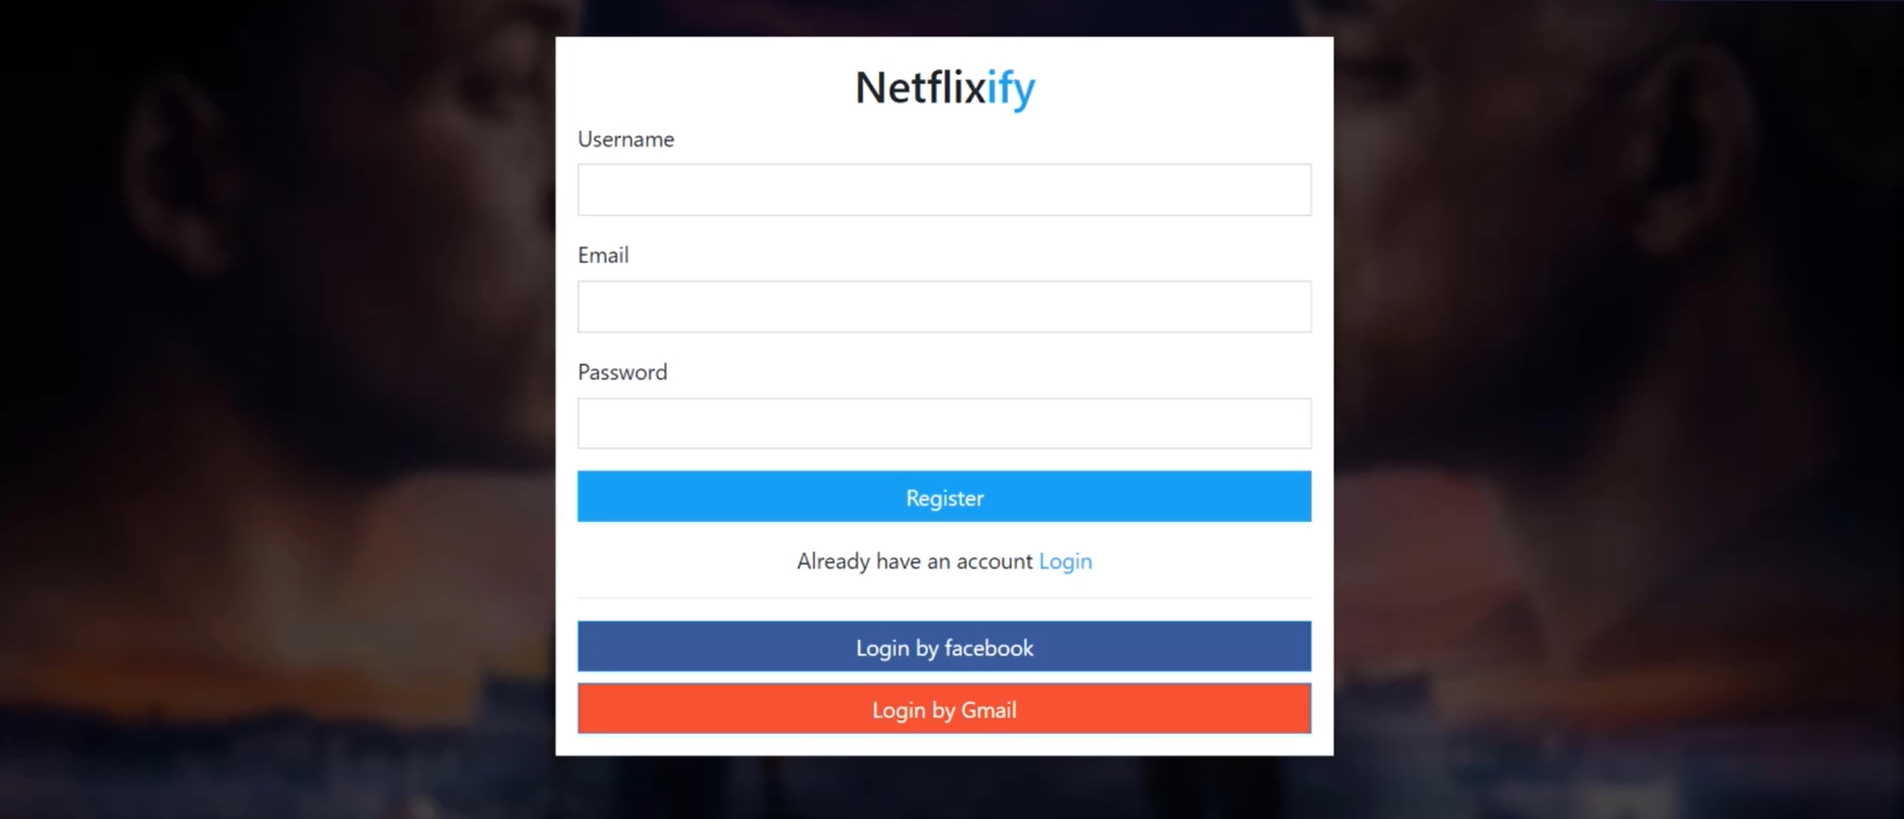 Netflixify
Username
Email
Password
Register
Already have an account Login
Login by facebook
Login by Gmail